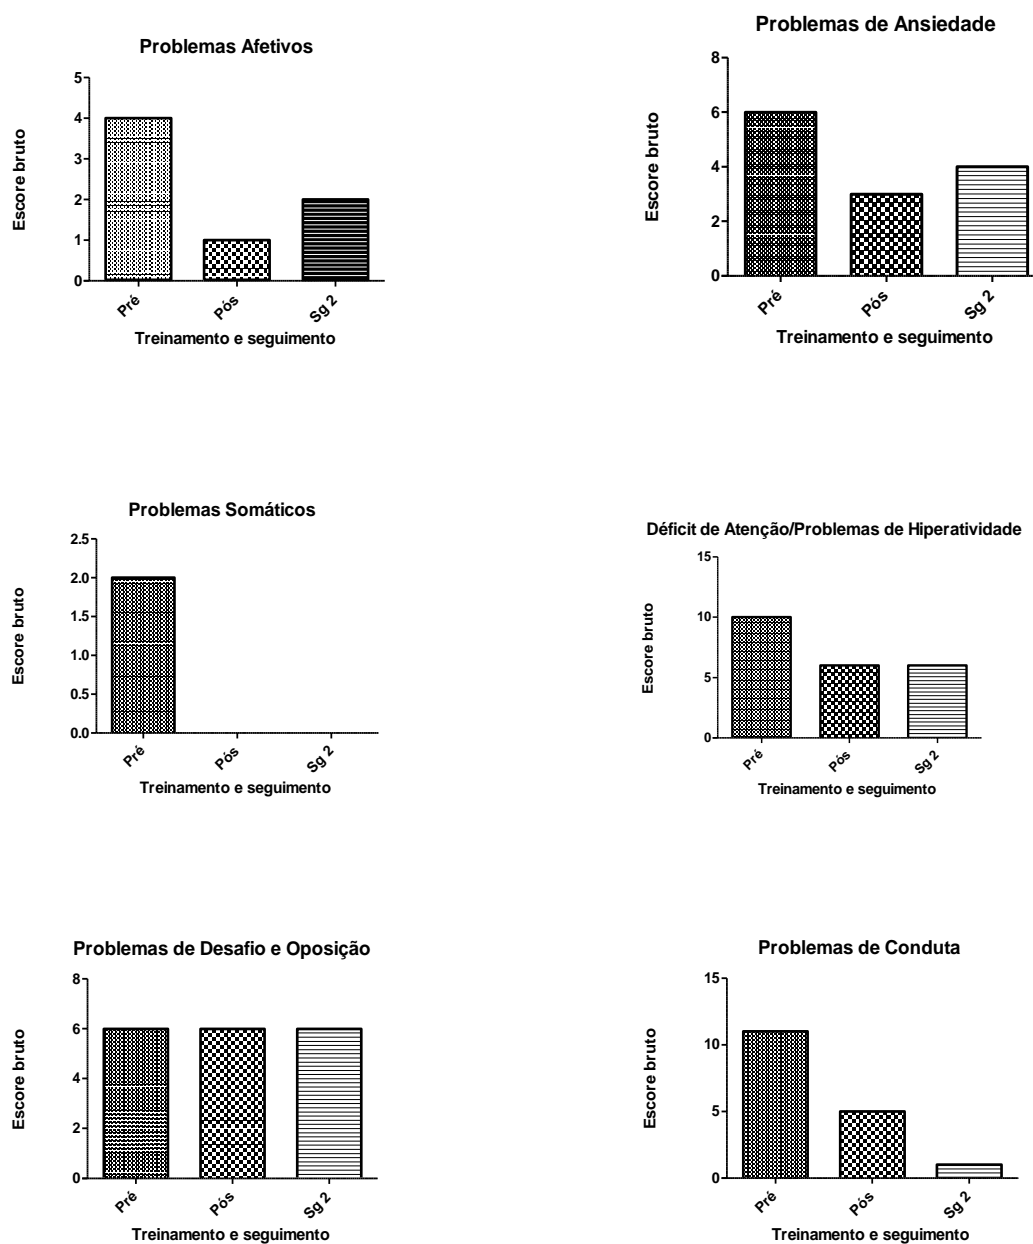 Problemas Afetivos
5
4
3
2
1
0
Escore bruto
Pré
Pós
Sg 2
Treinamento e seguimento
Problemas de Ansiedade
8
6
4
2
0
Escore bruto
Pré
Pós
Sg 2
Treinamento e seguimento
Problemas Somáticos
2.5
2.0
1.5
1.0
0.5
0.0
Escore bruto
Pré
Pós
Sg 2
Treinamento e seguimento
Déficit de Atenção/Problemas de Hiperatividade
15
10
5
0
Escore bruto
Pré
Pós
Sg 2
Treinamento e seguimento
Problemas de Desafio e Oposição
8
6
4
2
0
Escore bruto
Pré
Pós
Sg 2
Treinamento e seguimento
Problemas de Conduta
15
10
5
0
Escore bruto
Pré
Pós
Sg 2
Treinamento e seguimento